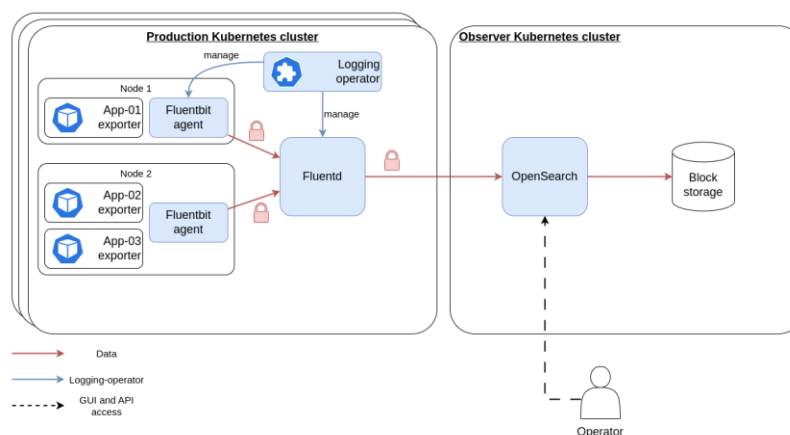 Production Kubernetes cluster
Observer Kubernetes cluster
manage
Logging
operator
Node 1
App-01
exporter
Fluentbit
agent
manage
Fluentd
OpenSearch
Block
storage
Node 2
App-02
exporter
Fluentbit
agent
App-03
exporter
Data
Logging-operator
GUI and API
access
Operator